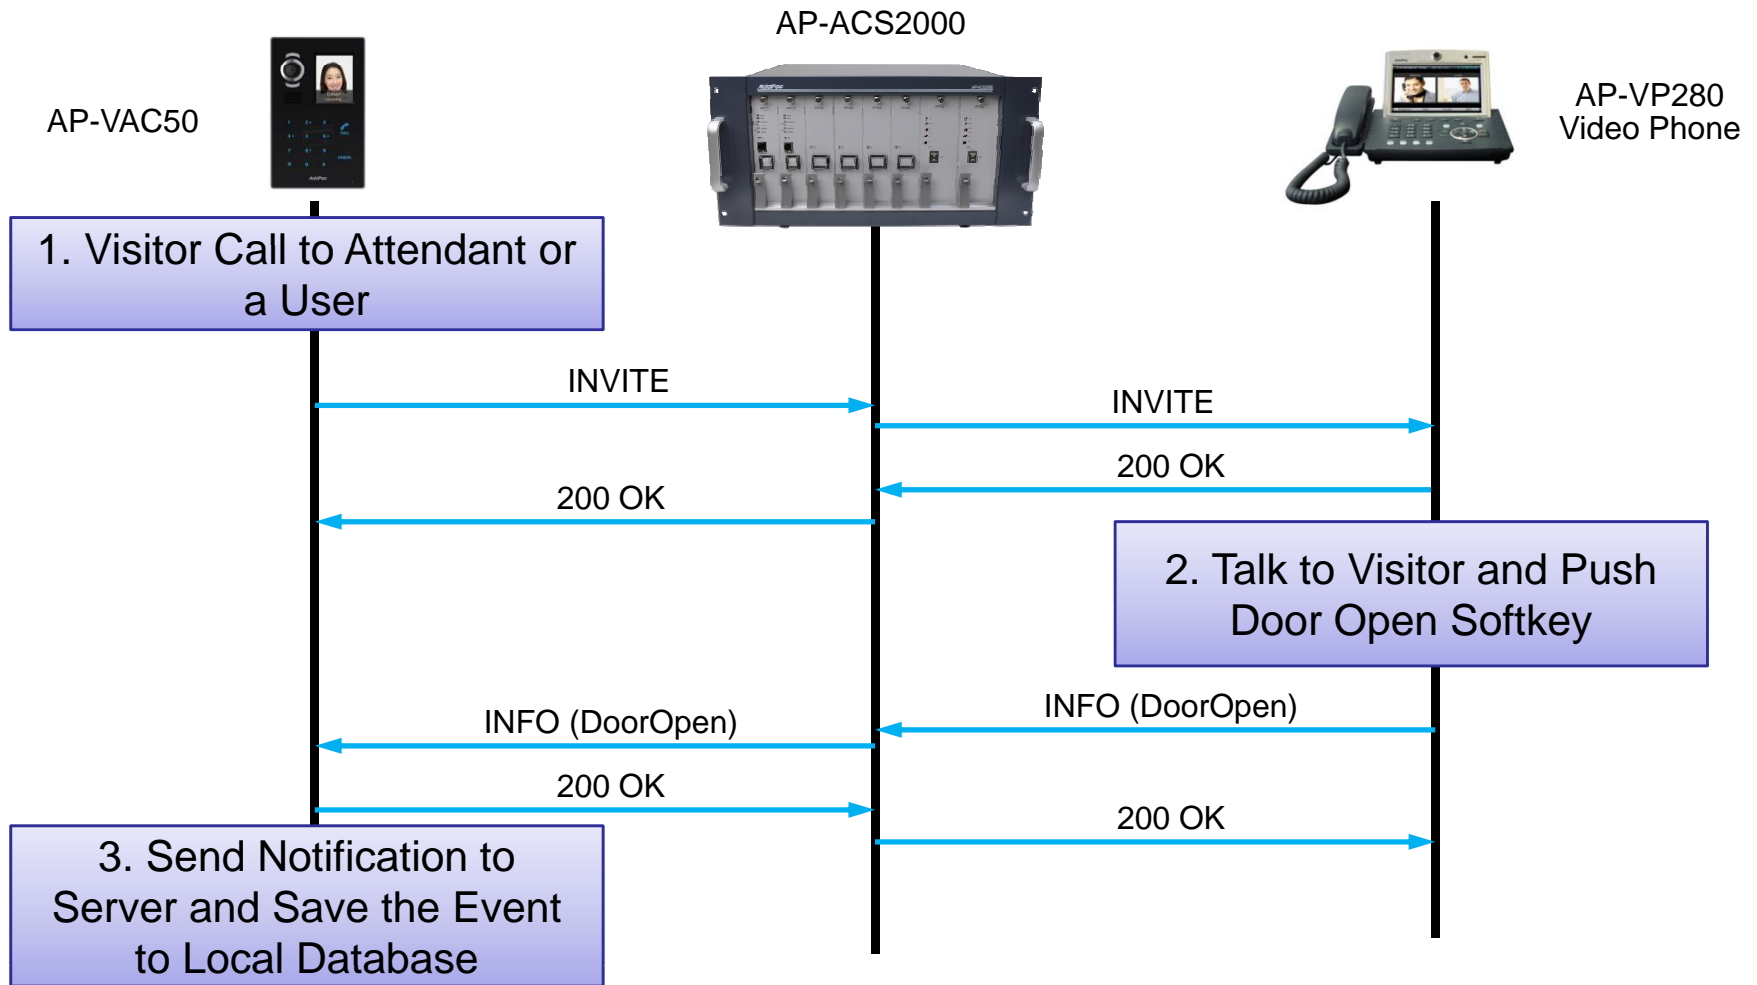 AP-ACS2000
AP-VAC50
AP-VP280
Video Phone
AddPac
1. Visitor Call to Attendant or
a User
INVITE
INVITE
200 OK
200 OK
2. Talk to Visitor and Push
Door Open Softkey
INFO (DoorOpen)
INFO (DoorOpen)
200 OK
200 OK
3. Send Notification to
Server and Save the Event
to Local Database